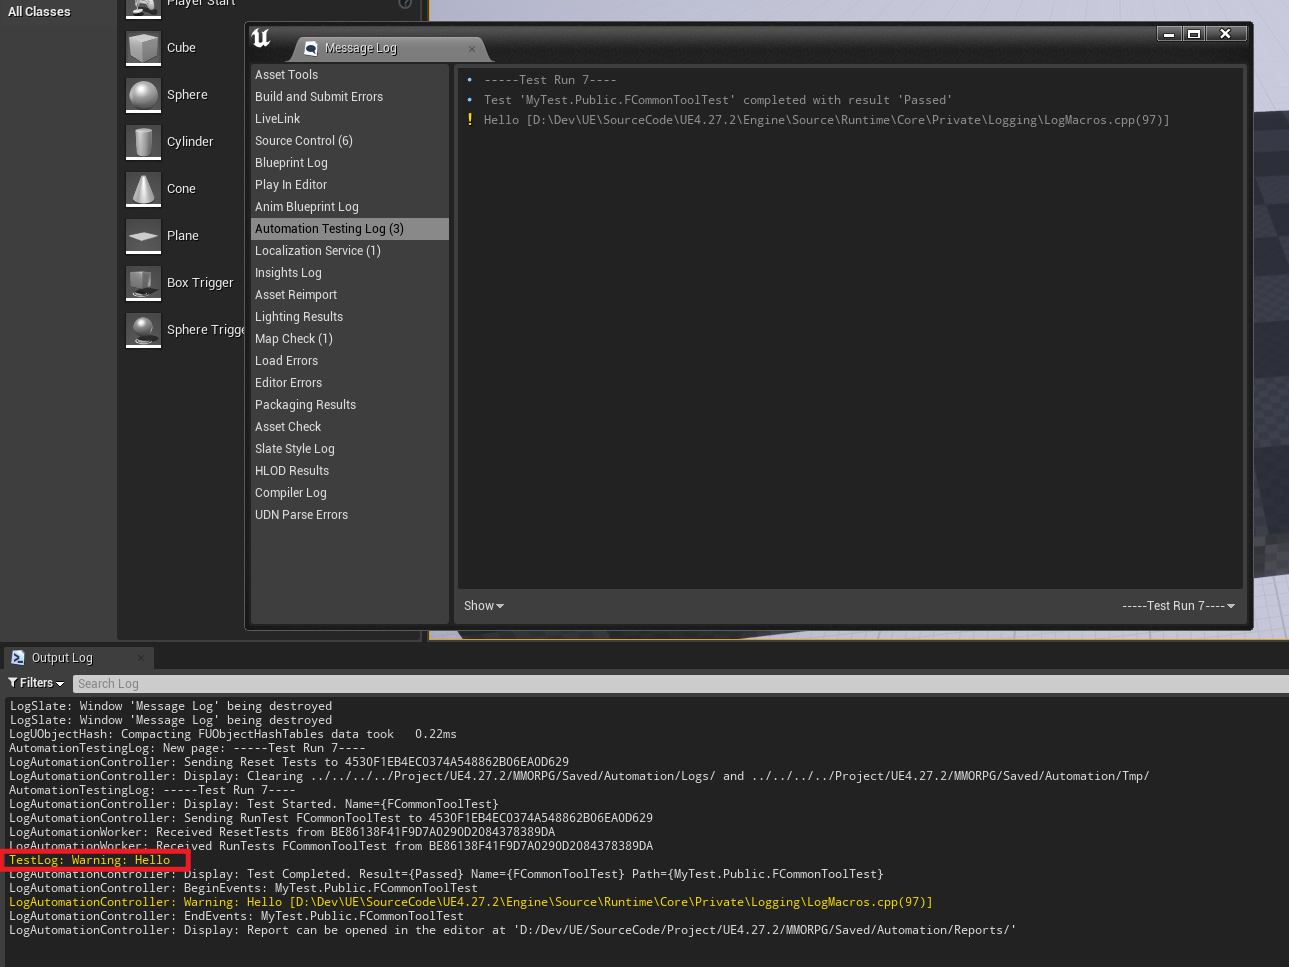 All Classes
Player Start
Cube
Sphere
Cylinder
Cone
Plane
Box Trigger
Sphere Trigge
Message Log
Asset Tools
Build and Submit Errors
LiveLink
Source Control (6)
Blueprint Log
Play In Editor
Anim Blueprint Log
Automation Testing Log (3)
Localization Service (1)
Insights Log
Asset Reimport
Lighting Results
Map Check (1)
Load Errors
Editor Errors
Packaging Results
Asset Check
Slate Style Log
HLOD Results
Compiler Log
UDN Parse Errors
-----Test Run 7----
Test 'MyTest.Public.FCommonToolTest' completed with result 'Passed'
Hello [D:\Dev\UE\SourceCode\UE4.27.2\Engine\Source\Runtime\Core\Private\Logging\LogMacros.cpp(97)]
Show
-----Test Run 7----
Output Log
Filters
Search Log
LogSlate: Window 'Message Log' being destroyed
LogSlate: Window 'Message Log' being destroyed
LogUObjectHash: Compacting FUObjectHashTables data took   0.22ms
AutomationTestingLog: New page: -----Test Run 7----
LogAutomationController: Sending Reset Tests to 4530F1EB4EC0374A548862B06EA0D629
LogAutomationController: Display: Clearing ../../../../Project/UE4.27.2/MMORPG/Saved/Automation/Logs/ and ../../../../Project/UE4.27.2/MMORPG/Saved/Automation/Tmp/
AutomationTestingLog: -----Test Run 7----
LogAutomationController: Display: Test Started. Name={FCommonToolTest}
LogAutomationController: Sending RunTest FCommonToolTest to 4530F1EB4EC0374A548862B06EA0D629
LogAutomationWorker: Received ResetTests from BE86138F41F9D7A0290D2084378389DA
LogAutomationWorker: Received RunTests FCommonToolTest from BE86138F41F9D7A0290D2084378389DA
TestLog: Warning: Hello
LogAutomationController: Display: Test Completed. Result={Passed} Name={FCommonToolTest} Path={MyTest.Public.FCommonToolTest}
LogAutomationController: BeginEvents: MyTest.Public.FCommonToolTest
LogAutomationController: Warning: Hello [D:\Dev\UE\SourceCode\UE4.27.2\Engine\Source\Runtime\Core\Private\Logging\LogMacros.cpp(97)]
LogAutomationController: EndEvents: MyTest.Public.FCommonToolTest
LogAutomationController: Display: Report can be opened in the editor at 'D:/Dev/UE/SourceCode/Project/UE4.27.2/MMORPG/Saved/Automation/Reports/'